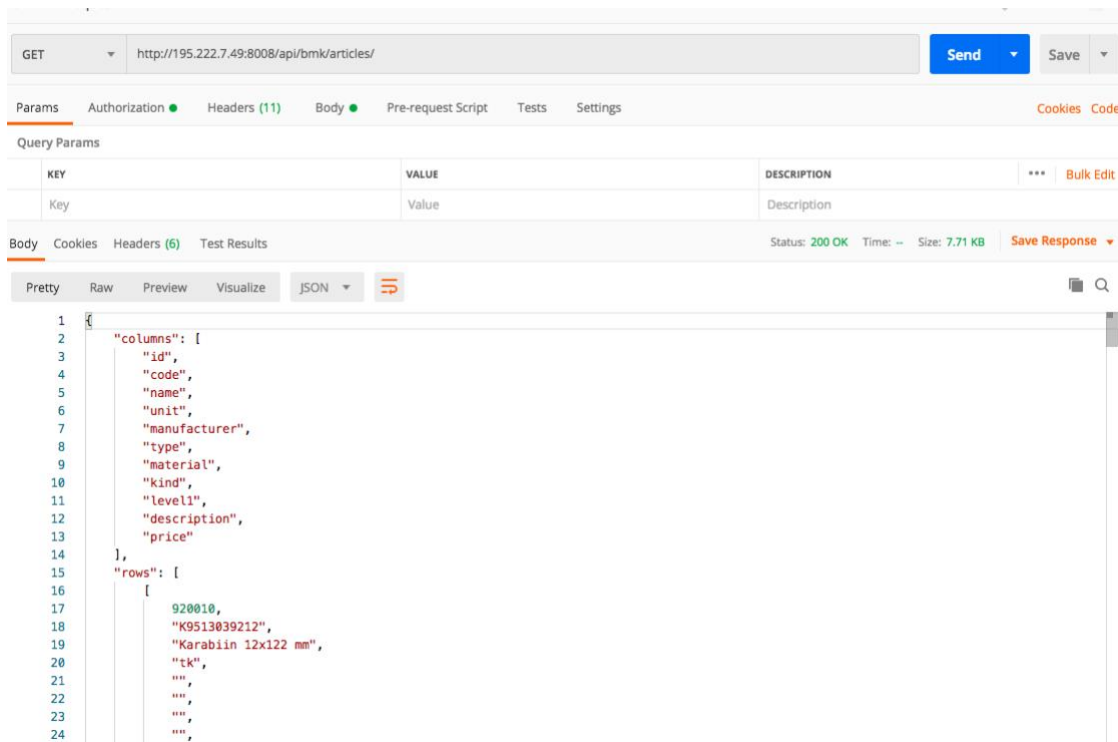 GET http://195.222.7.49:8008/api/bmk/articles/ Send Save
Params Authorization Headers (11) Body Pre-request Script Tests Settings Cookies Code
Query Params
KEY VALUE DESCRIPTION ••• Bulk Edit
Key Value Description
Body Cookies Headers (6) Test Results Status: 200 OK Time: -- Size: 7.71 KB Save Response
Pretty Raw Preview Visualize JSON
1 {
2 "columns": [
3 "id",
4 "code",
5 "name",
6 "unit",
7 "manufacturer",
8 "type",
9 "material",
10 "kind",
11 "level1",
12 "description",
13 "price"
14 ],
15 "rows": [
16 [
17 920010,
18 "K9513039212",
19 "Karabiin 12x122 mm",
20 "tk",
21 "",
22 "",
23 "",
24 "",